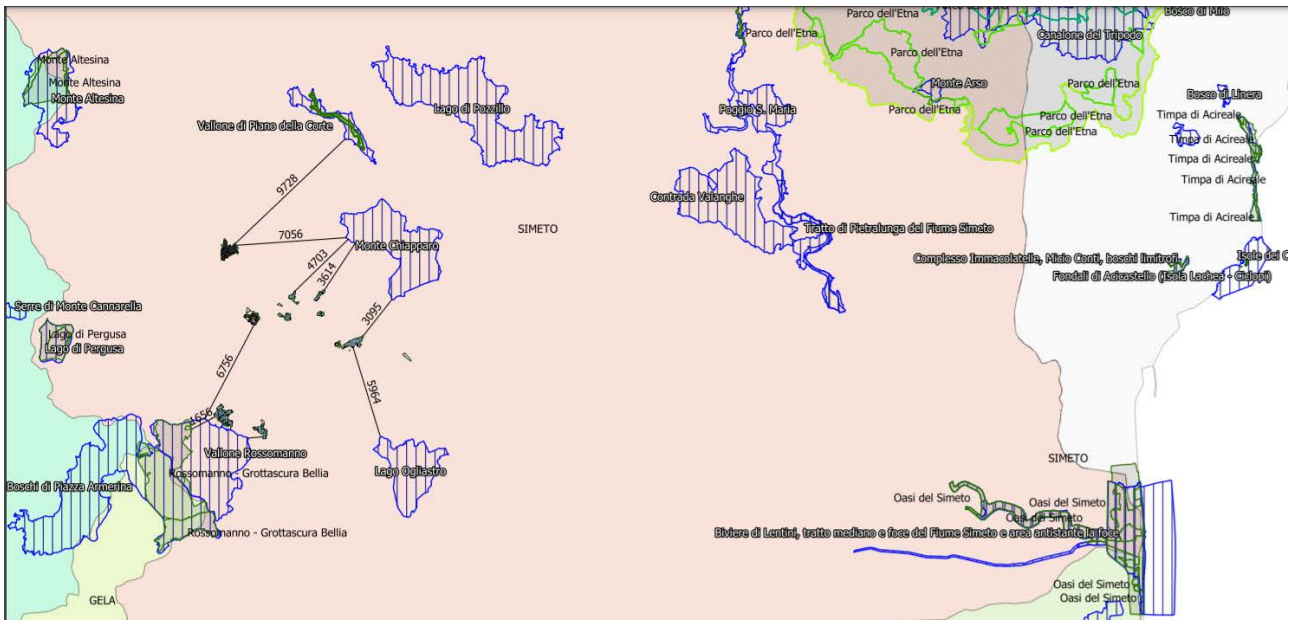 Parco dell'Etna
Bosco di Milo
Parco dell'Etna
Parco dell'Etna
Canalone del Tripodo
Monte Altesina
Parco dell'Etna
Monte Altesina
Monte Arso
Parco dell'Etna
Bosco di Linera
Monte Altesina
Lago di Pozzillo
Poggio S. Maria
Parco dell'Etna
Parco dell'Etna
Timpa di Acireale
Vallone di Piano della Corte
Parco dell'Etna
Timpa di Acireale
Timpa di Acireale
Timpa di Acireale
9728
Contrada Valanghe
Timpa di Acireale
7056
SIMETO
Tratto di Pietralunga del Fiume Simeto
Monte Chiapparo
4703
3614
Complesso Immacolatelle, Micio Conti, boschi limitrofi
Isole dei C
Fondali di Acicastello (Isola Lachea - Ciclopi)
Serre di Monte Cannarella
3095
Lago di Pergusa
Lago di Pergusa
6756
5964
1656
Vallone Rossomanno
SIMETO
Rossomanno - Grottascura Bellia
Lago Ogliastro
Boschi di Piazza Armerina
Oasi del Simeto
Oasi del Simeto
Oasi del Simeto
Rossomanno - Grottascura Bellia
Biviere di Lentini, tratto mediano e foce del Fiume Simeto e area antistante la foce
Oasi del Simeto
GELA
Oasi del Simeto